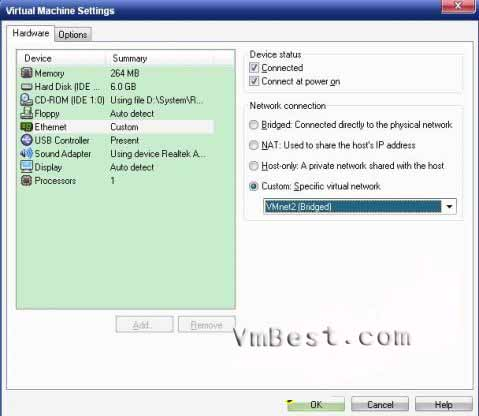 Virtual Machine Settings
Hardware Options
Device Summary
Memory 264 MB
Hard Disk (IDE ... 6.0 GB
CD-ROM (IDE 1:0) Using file D:\System\R...
Floppy Auto detect
Ethernet Custom
USB Controller Present
Sound Adapter Using device Realtek A...
Display Auto detect
Processors 1
Add... Remove
Device status
Connected
Connect at power on
Network connection
Bridged: Connected directly to the physical network
NAT: Used to share the host's IP address
Host-only: A private network shared with the host
Custom: Specific virtual network
VMnet2 (Bridged)
VmBest.com
OK Cancel Help